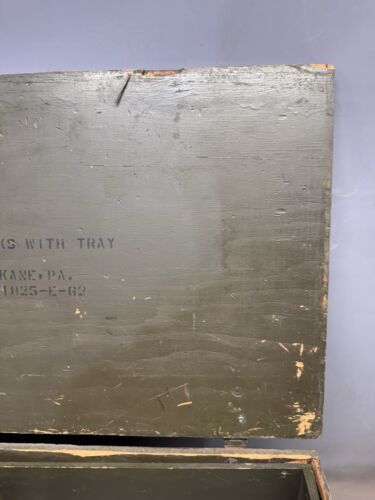 KS WITH TRAY
KANE, PA.
1825-E-62